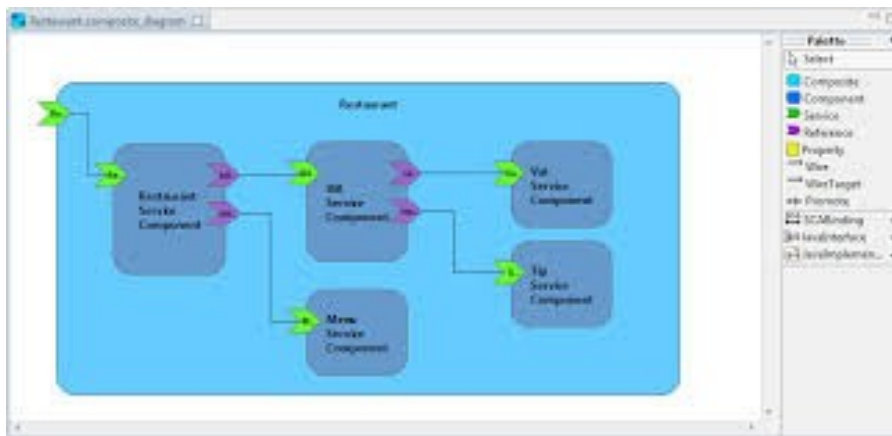 Restaurant.composite_diagram
Palette
Select
Composite
Component
Service
Reference
Property
Wire
WireTarget
Promote
SCABinding
JavaInterface
JavaImplemen...
Restaurant
Restaurant
Service
Component
Bill
Service
Component
Vat
Service
Component
Tip
Service
Component
Menu
Service
Component